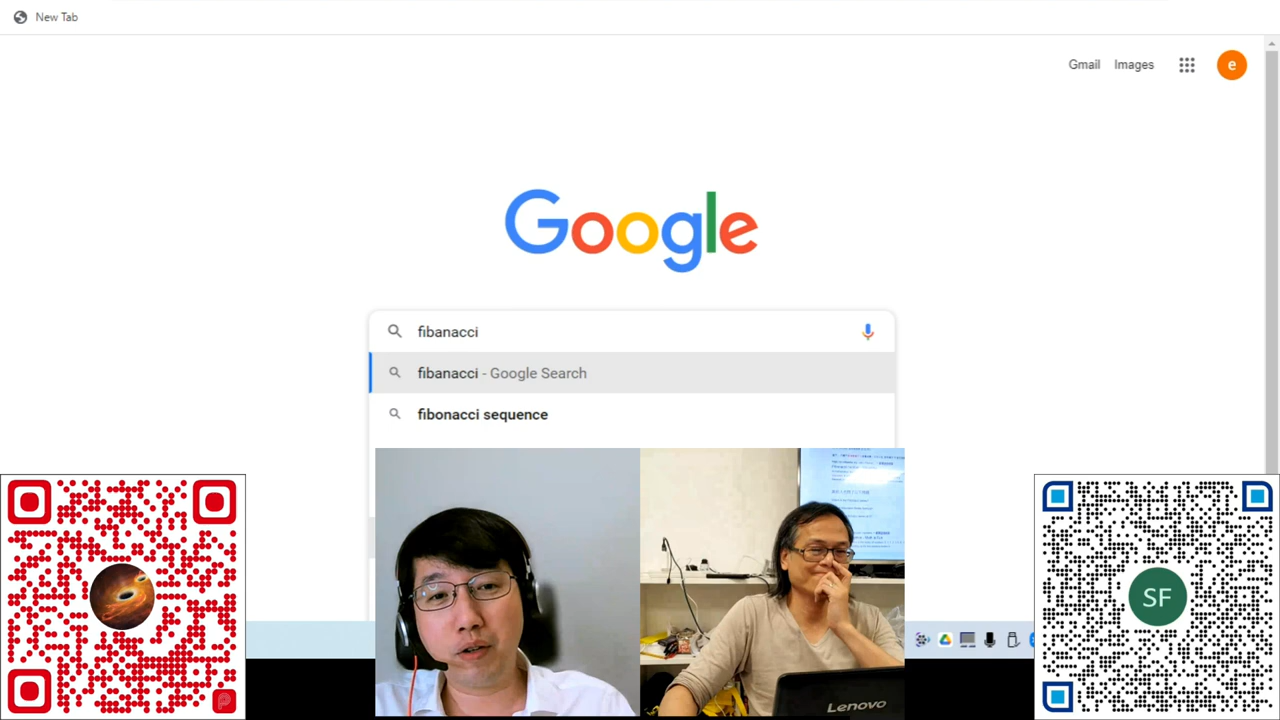 New Tab
Gmail Images e
Google
fibanacci
fibanacci - Google Search
fibonacci sequence
SF
Lenovo